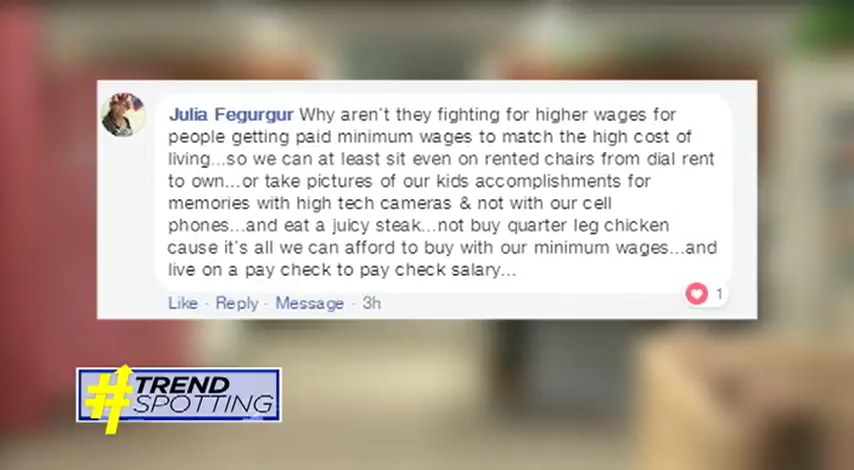 Julia Fegurgur Why aren't they fighting for higher wages for
people getting paid minimum wages to match the high cost of
living...so we can at least sit even on rented chairs from dial rent
to own...or take pictures of our kids accomplishments for
memories with high tech cameras & not with our cell
phones...and eat a juicy steak...not buy quarter leg chicken
cause it's all we can afford to buy with our minimum wages...and
live on a pay check to pay check salary...
Like · Reply · Message · 3h
1
#TREND
SPOTTING